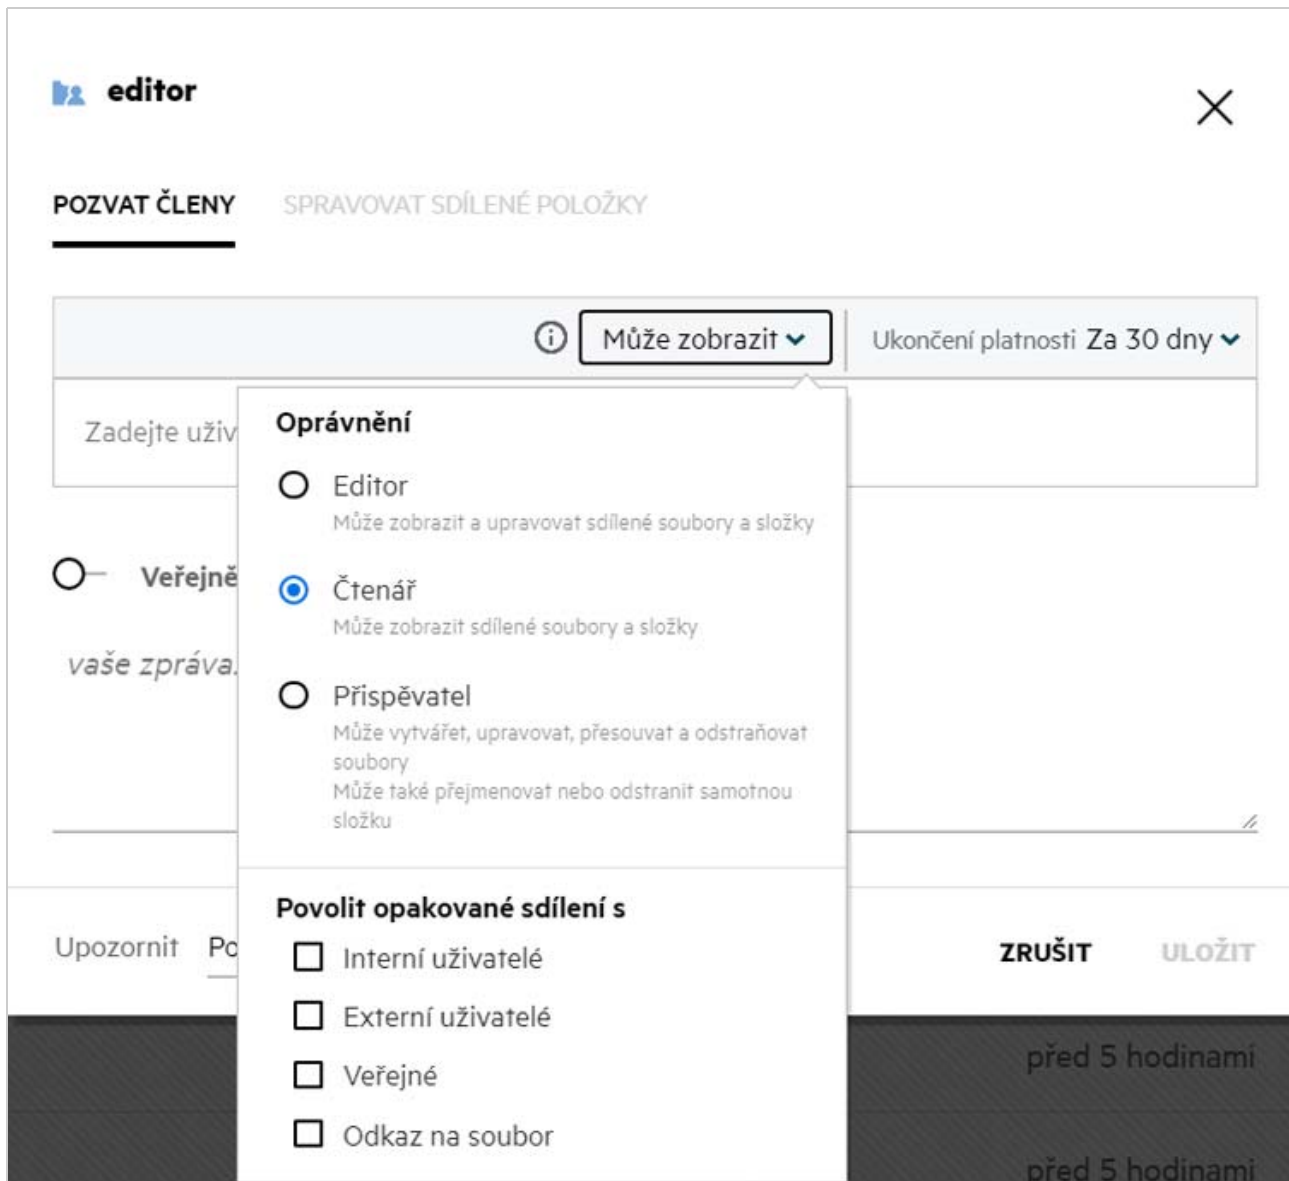 editor
POZVAT ČLENY SPRAVOVAT SDÍLENÉ POLOŽKY
Může zobrazit Ukončení platnosti Za 30 dny
Zadejte
Oprávnění
Editor
Může zobrazit a upravovat sdílené soubory a složky
Veřejně
Čtenář
Může zobrazit sdílené soubory a složky
vaše zpráva.
Přispěvatel
Může vytvářet, upravovat, přesouvat a odstraňovat
soubory
Může také přejmenovat nebo odstranit samotnou
složku
Povolit opakované sdílení s
Upozornit
Interní uživatelé
ZRUŠIT ULOŽIT
Externí uživatelé
Veřejné
Odkaz na soubor
před 5 hodinami
před 5 hodinami